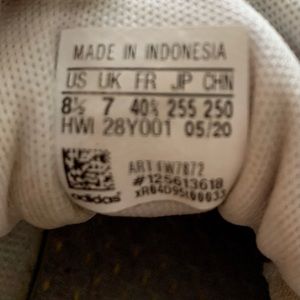 MADE IN INDONESIA
US UK FR JP CHN
8½ 7 40⅔ 255 250
HWI 28Y001 05/20
ART FW7872
#125613618
adidas